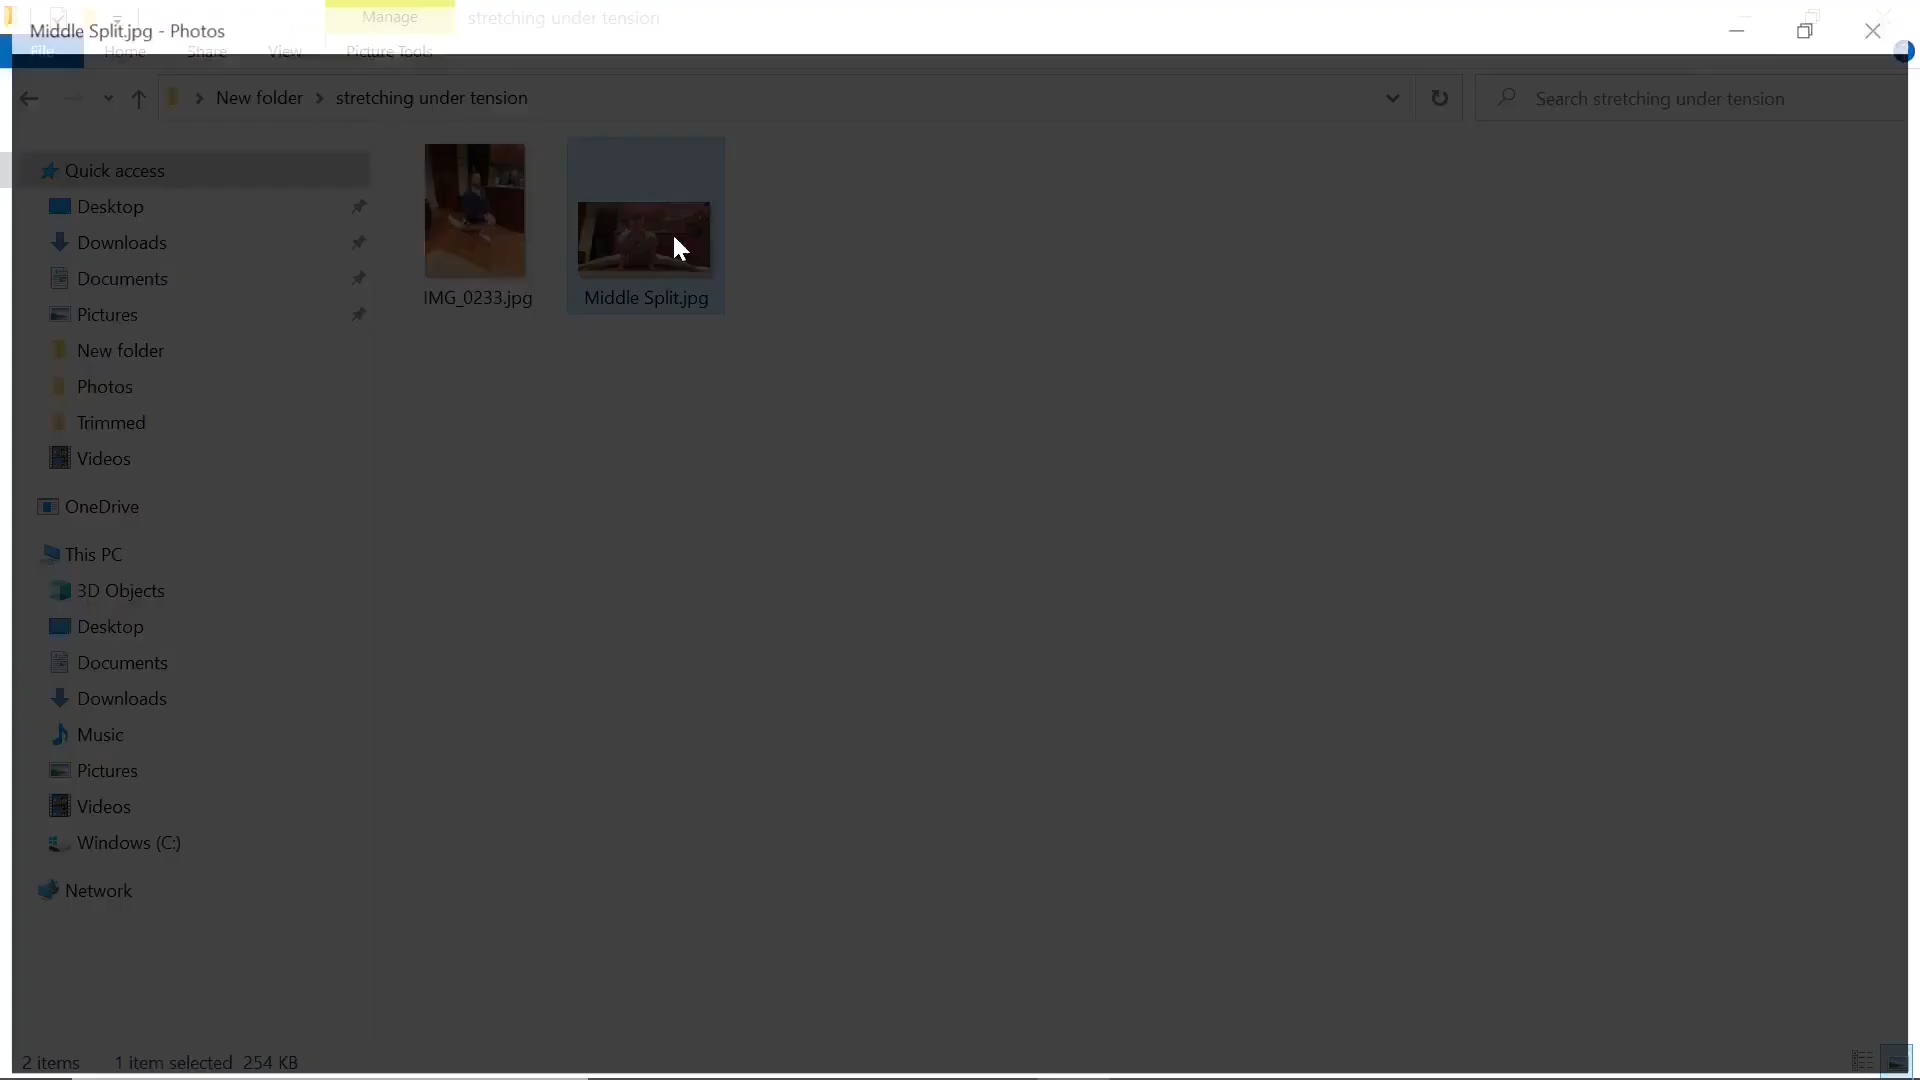 Manage
stretching under tension
Middle Split.jpg - Photos
File
Home
Share
View
Picture Tools
New folder
stretching under tension
Search stretching under tension
Quick access
Desktop
Downloads
Documents
Pictures
New folder
Photos
Trimmed
Videos
OneDrive
This PC
3D Objects
Desktop
Documents
Downloads
Music
Pictures
Videos
Windows (C:)
Network
IMG_0233.jpg
Middle Split.jpg
2 items
1 item selected 254 KB